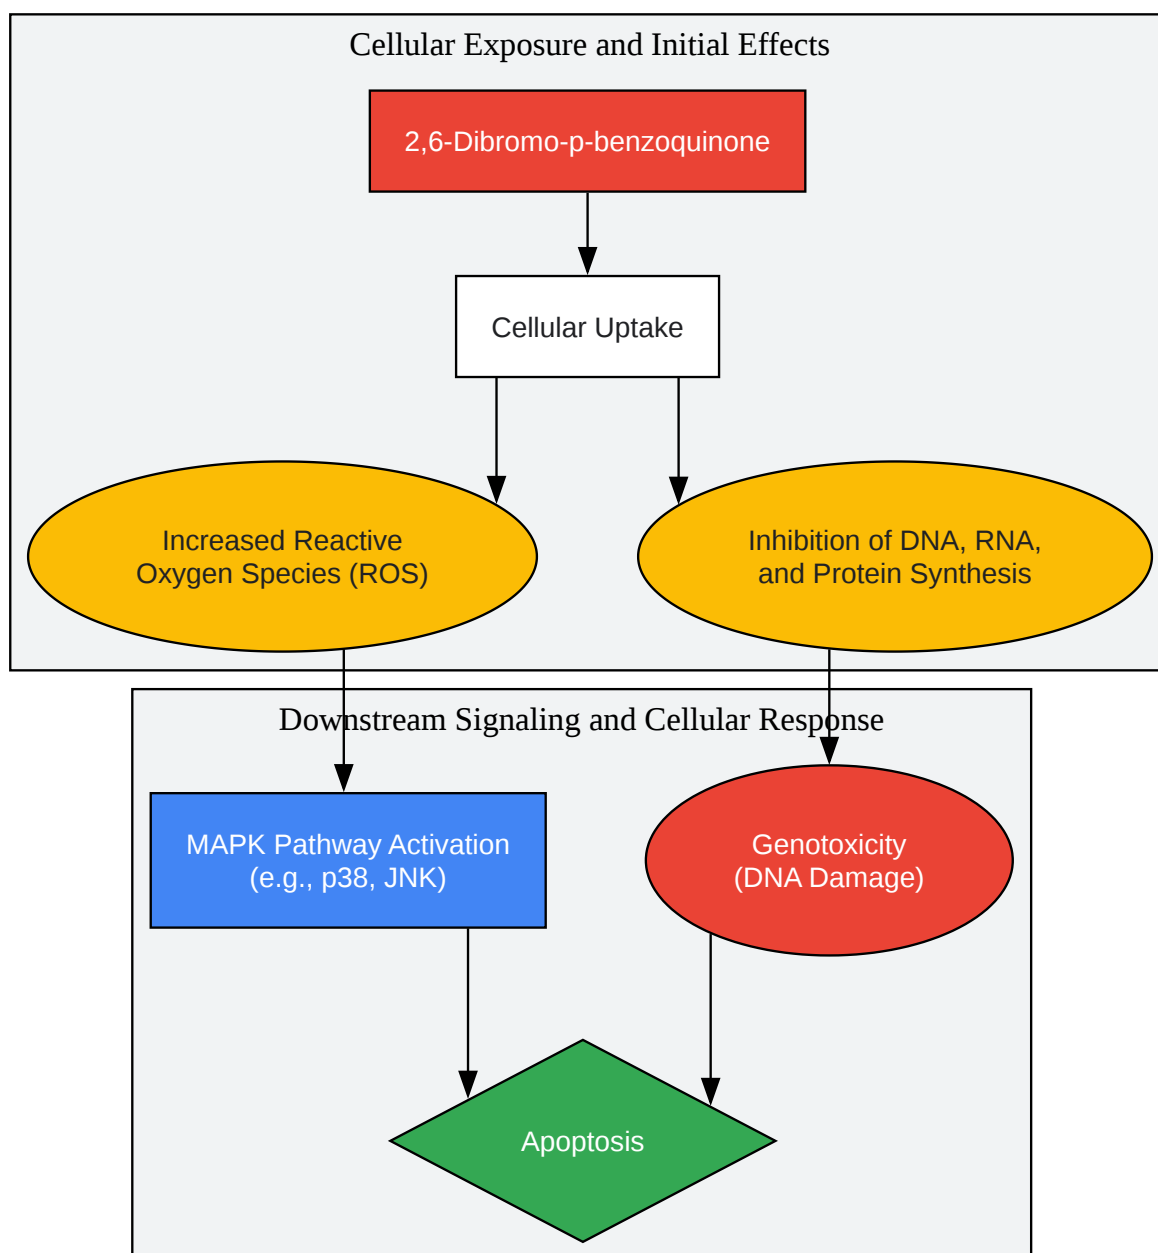 Cellular Exposure and Initial Effects
2,6-Dibromo-p-benzoquinone
Cellular Uptake
Increased Reactive
Oxygen Species (ROS)
Inhibition of DNA, RNA,
and Protein Synthesis
Downstream Signaling and Cellular Response
MAPK Pathway Activation
(e.g., p38, JNK)
Genotoxicity
(DNA Damage)
Apoptosis